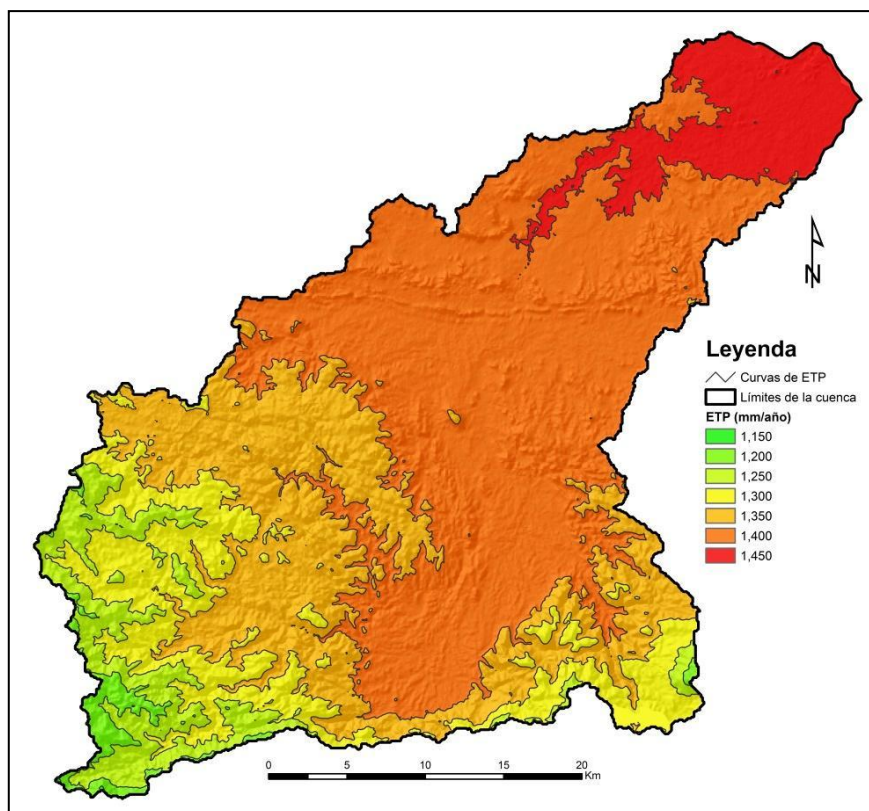 N
Leyenda
Curvas de ETP
Límites de la cuenca
ETP (mm/año)
1,150
1,200
1,250
1,300
1,350
1,400
1,450
0 5 10 15 20
Km